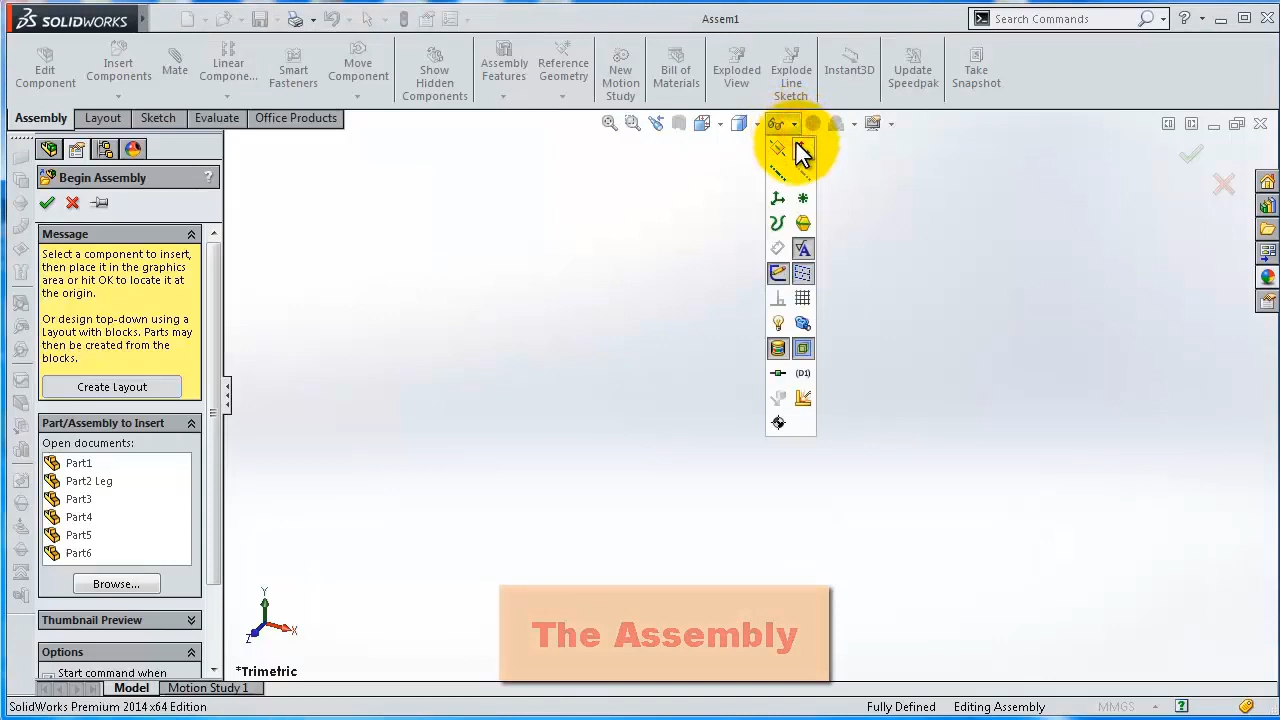 SOLIDWORKS
Assem1
Search Commands
?
Edit
Component
Insert
Components
Mate
Linear
Compone...
Smart
Fasteners
Move
Component
Show
Hidden
Components
Assembly
Features
Reference
Geometry
New
Motion
Study
Bill of
Materials
Exploded
View
Explode
Line
Sketch
Instant3D
Update
Speedpak
Take
Snapshot
Assembly
Layout
Sketch
Evaluate
Office Products
Begin Assembly
?
Message
Select a component to insert,
then place it in the graphics
area or hit OK to locate it at
the origin.
Or design top-down using a
Layout with blocks. Parts may
then be created from the
blocks.
Create Layout
Part/Assembly to Insert
Open documents:
Part1
Part2 Leg
Part3
Part4
Part5
Part6
Browse...
Thumbnail Preview
Options
Start command when
(D1)
Y
X
Z
*Trimetric
The Assembly
Model
Motion Study 1
SolidWorks Premium 2014 x64 Edition
Fully Defined
Editing Assembly
MMGS
?